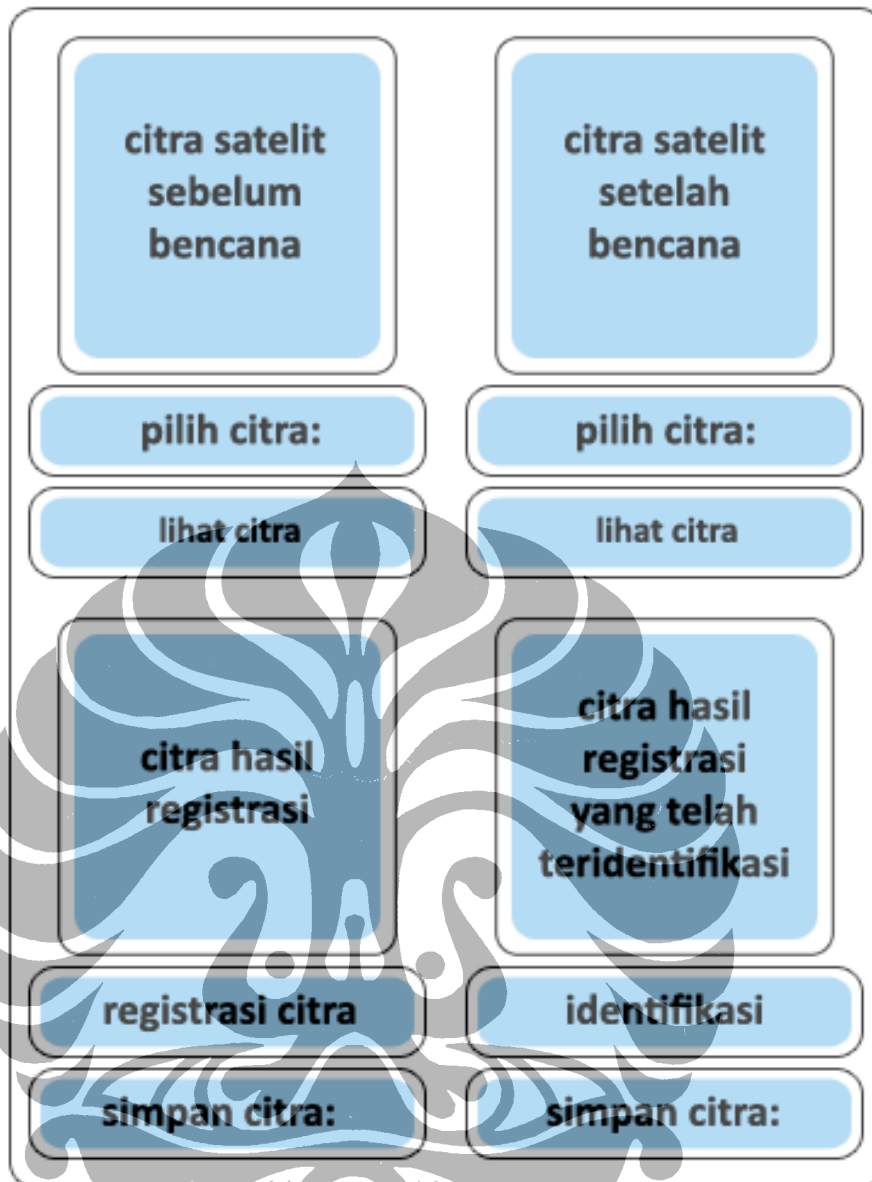 citra satelit
sebelum
bencana
citra satelit
setelah
bencana
pilih citra:
pilih citra:
lihat citra
lihat citra
citra hasil
registrasi
citra hasil
registrasi
yang telah
teridentifikasi
registrasi citra
identifikasi
simpan citra:
simpan citra: